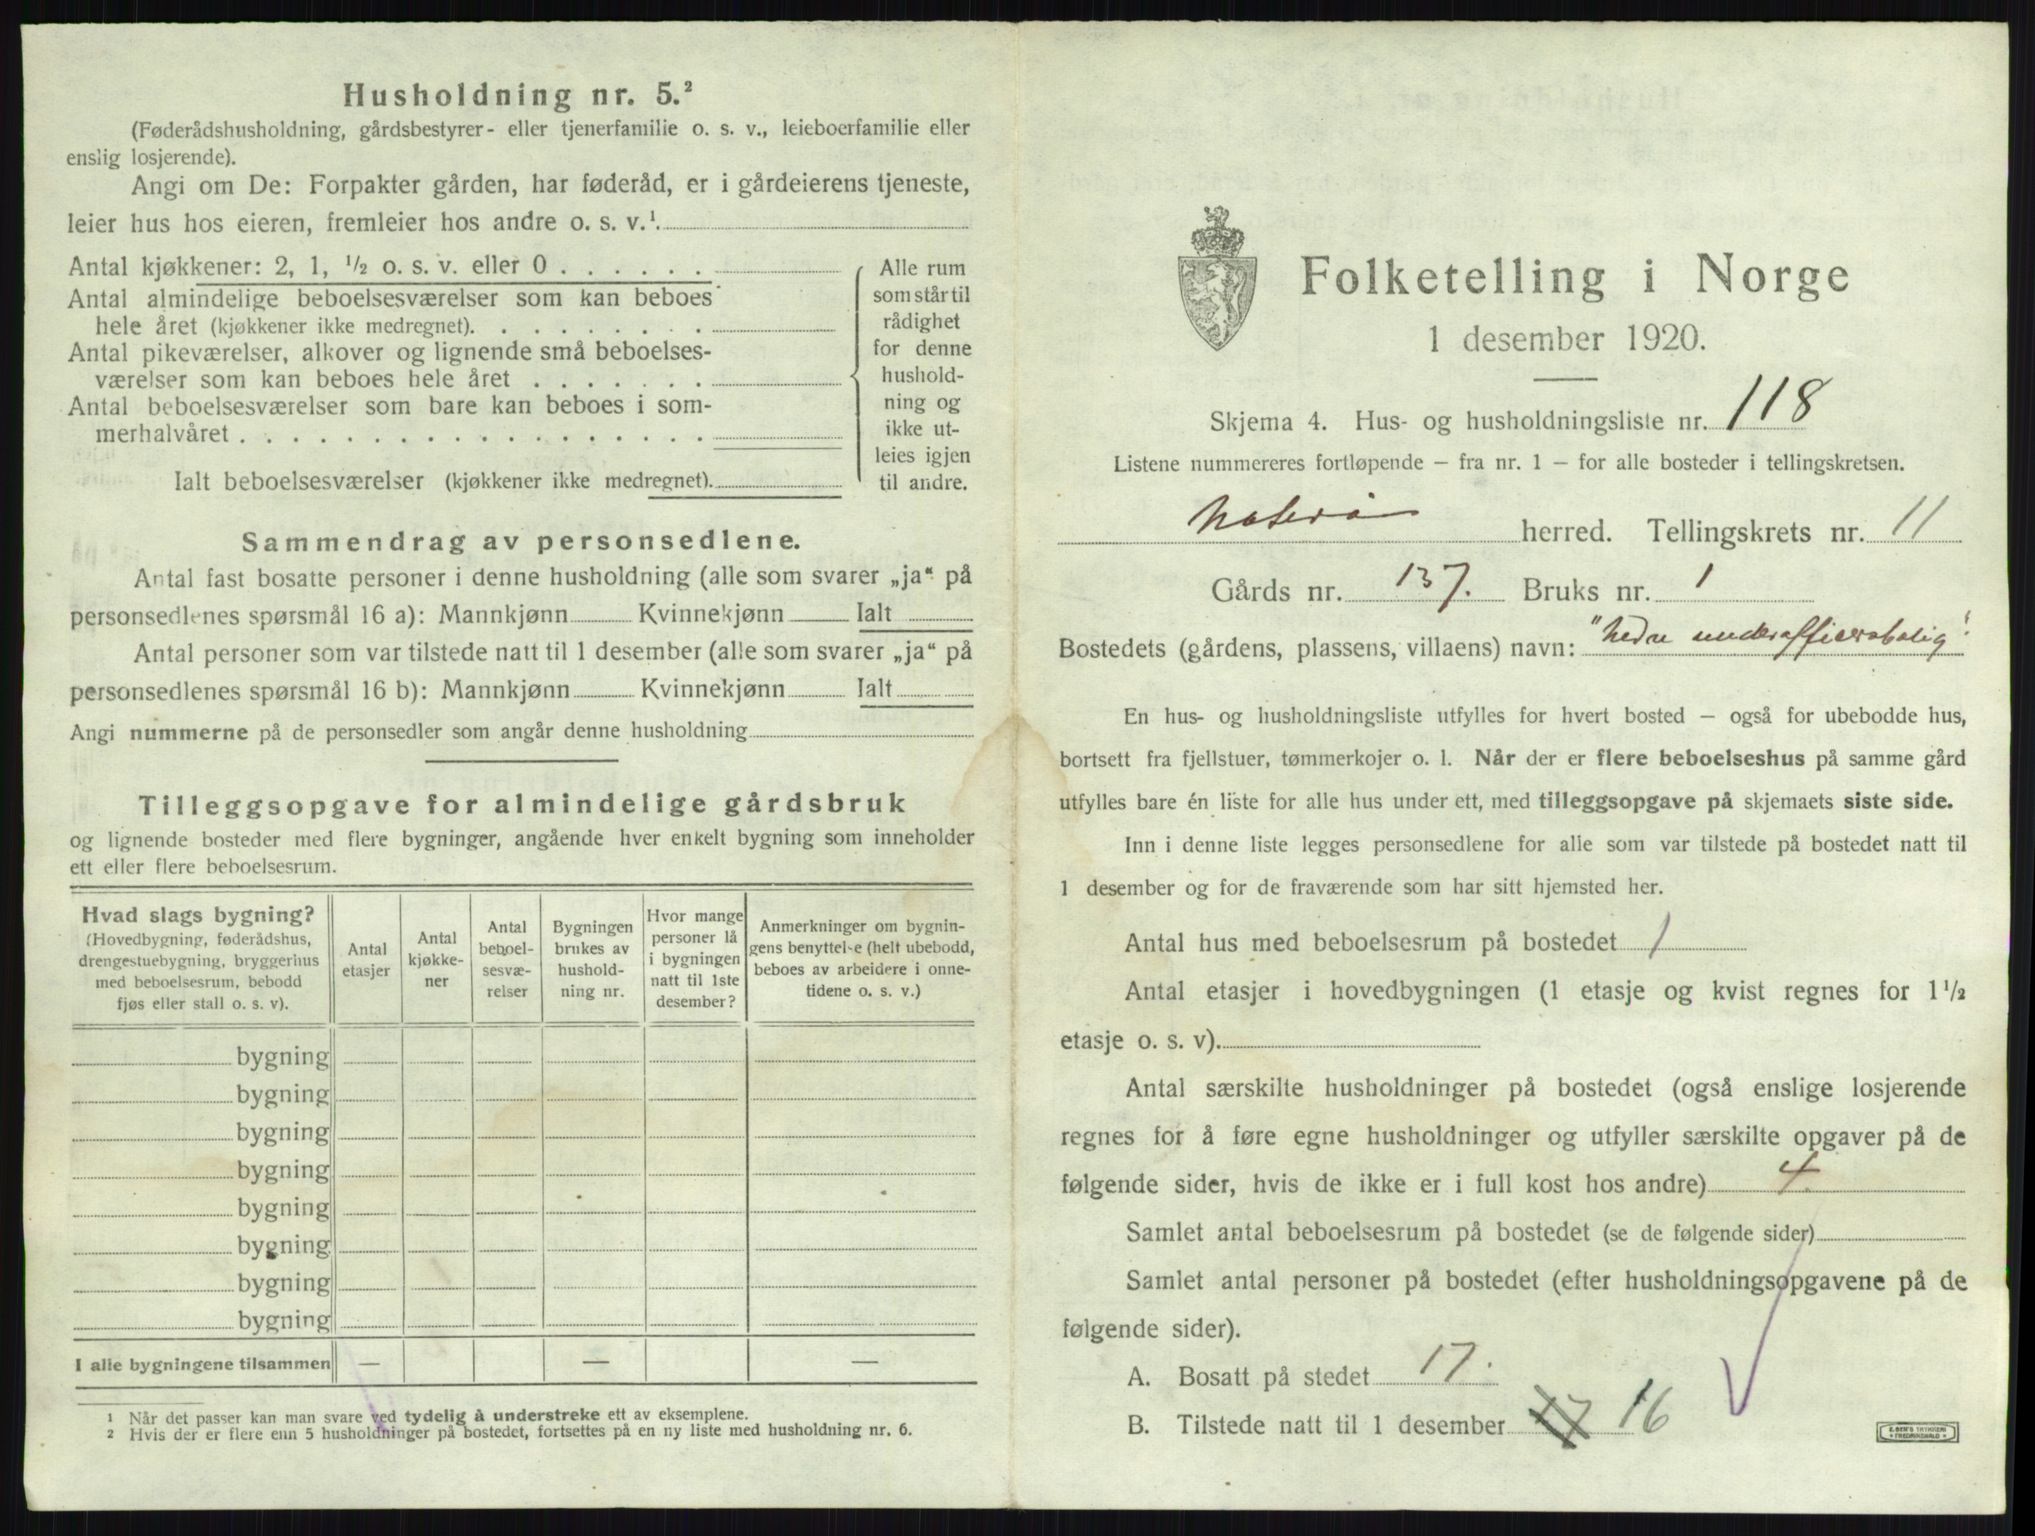 Husholdning nr. 5.²
(Føderådshusholdning, gårdsbestyrer- eller tjenerfamilie o. s. v., leieboerfamilie eller
enslig losjerende).
Angi om De: Forpakter gården, har føderåd, er i gårdeierens tjeneste,
leier hus hos eieren, fremleier hos andre o. s. v.¹.
Antal kjøkkener: 2, 1, ½ o. s. v. eller 0 . . . . . .
Antal almindelige beboelsesværelser som kan beboes
hele året (kjøkkener ikke medregnet). . . . . . . . .
Antal pikeværelser, alkover og lignende små beboelses-
værelser som kan beboes hele året . . . . . . .
Antal beboelsesværelser som bare kan beboes i som-
merhalvåret . . . . . . . . . . . . . . . . . .
Ialt beboelsesværelser (kjøkkener ikke medregnet).
Alle rum
som står til
rådighet
for denne
hushold-
ning og
ikke ut-
leies igjen
til andre.
Sammendrag av personsedlene.
Antal fast bosatte personer i denne husholdning (alle som svarer „ja“ på
personsedlenes spørsmål 16 a): Mannkjønn Kvinnekjønn Ialt
Antal personer som var tilstede natt til 1 desember (alle som svarer „ja“ på
personsedlenes spørsmål 16 b): Mannkjønn Kvinnekjønn Ialt
Angi nummerne på de personsedler som angår denne husholdning
Tilleggsopgave for almindelige gårdsbruk
og lignende bosteder med flere bygninger, angående hver enkelt bygning som inneholder
ett eller flere beboelsesrum.
Hvad slags bygning?
(Hovedbygning, føderådshus,
drengestuebygning, bryggerhus
med beboelsesrum, bebodd
fjøs eller stall o. s. v).
Antal
etasjer
Antal
kjøkke-
ner
Antal
beboel-
sesvæ-
relser
Bygningen
brukes av
hushold-
ning nr.
Hvor mange
personer lå
i bygningen
natt til 1ste
desember?
Anmerkninger om bygnin-
gens benyttelse (helt ubebodd,
beboes av arbeidere i onne-
tidene o. s. v.)
bygning
bygning
bygning
bygning
bygning
bygning
bygning
bygning
I alle bygningene tilsammen — — —
¹ Når det passer kan man svare ved tydelig å understreke ett av eksemplene.
² Hvis der er flere enn 5 husholdninger på bostedet, fortsettes på en ny liste med husholdning nr. 6.
Folketelling i Norge
1 desember 1920.
Skjema 4. Hus- og husholdningsliste nr. 118
Listene nummereres fortløpende – fra nr. 1 – for alle bosteder i tellingskretsen.
Nøterø herred. Tellingskrets nr. 11
Gårds nr. 137. Bruks nr. 1
Bostedets (gårdens, plassens, villaens) navn: "Nedre underofficersbolig".
En hus- og husholdningsliste utfylles for hvert bosted – også for ubebodde hus,
bortsett fra fjellstuer, tømmerkojer o. l. Når der er flere beboelseshus på samme gård
utfylles bare én liste for alle hus under ett, med tilleggsopgave på skjemaets siste side.
Inn i denne liste legges personsedlene for alle som var tilstede på bostedet natt til
1 desember og for de fraværende som har sitt hjemsted her.
Antal hus med beboelsesrum på bostedet 1
Antal etasjer i hovedbygningen (1 etasje og kvist regnes for 1½
etasje o. s. v).
Antal særskilte husholdninger på bostedet (også enslige losjerende
regnes for å føre egne husholdninger og utfyller særskilte opgaver på de
følgende sider, hvis de ikke er i full kost hos andre) 4.
Samlet antal beboelsesrum på bostedet (se de følgende sider)
Samlet antal personer på bostedet (efter husholdningsopgavene på de
følgende sider).
A. Bosatt på stedet 17.
B. Tilstede natt til 1 desember 17 16